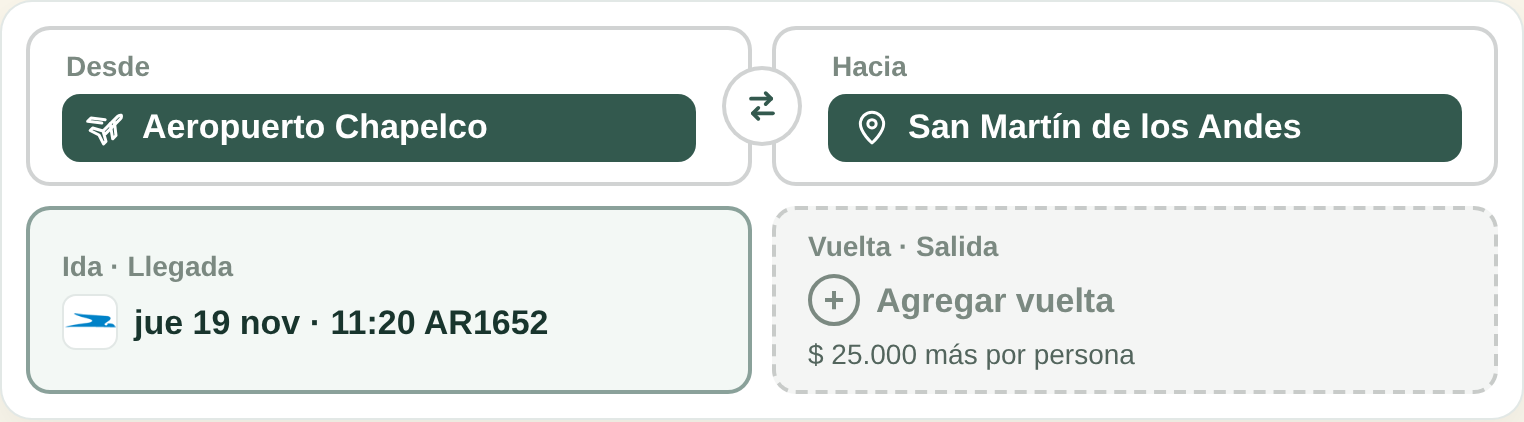 Desde
Aeropuerto Chapelco
Hacia
San Martín de los Andes
Ida · Llegada
jue 19 nov · 11:20 AR1652
Vuelta · Salida
Agregar vuelta
$ 25.000 más por persona